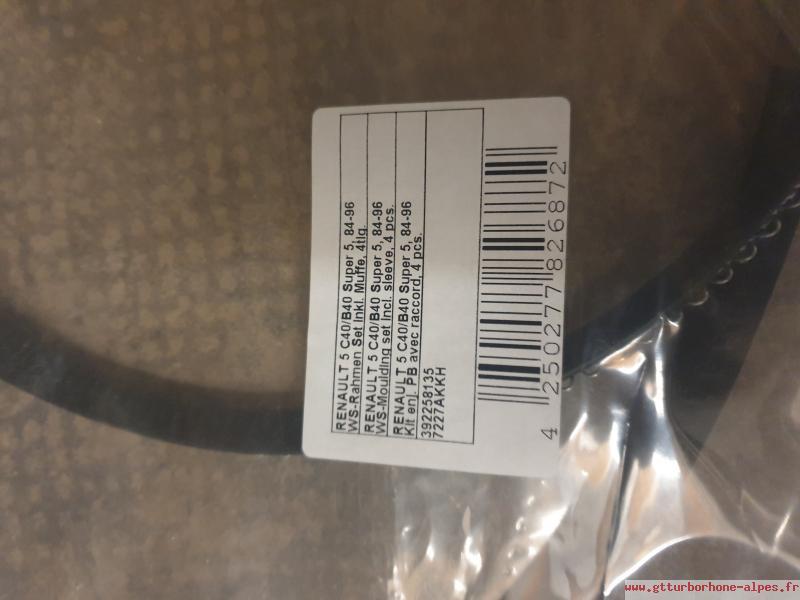 RENAULT 5 C40/B40 Super 5, 84-96
WS-Rahmen Set Inkl. Muffe, 4tlg.
RENAULT 5 C40/B40 Super 5, 84-96
WS-Moulding set Incl. sleeve, 4 pcs.
RENAULT 5 C40/B40 Super 5, 84-96
Kit enj. PB avec raccord, 4 pcs.
392258135
7227AKKH
4 250277 826872
www.gtturborhone-alpes.fr